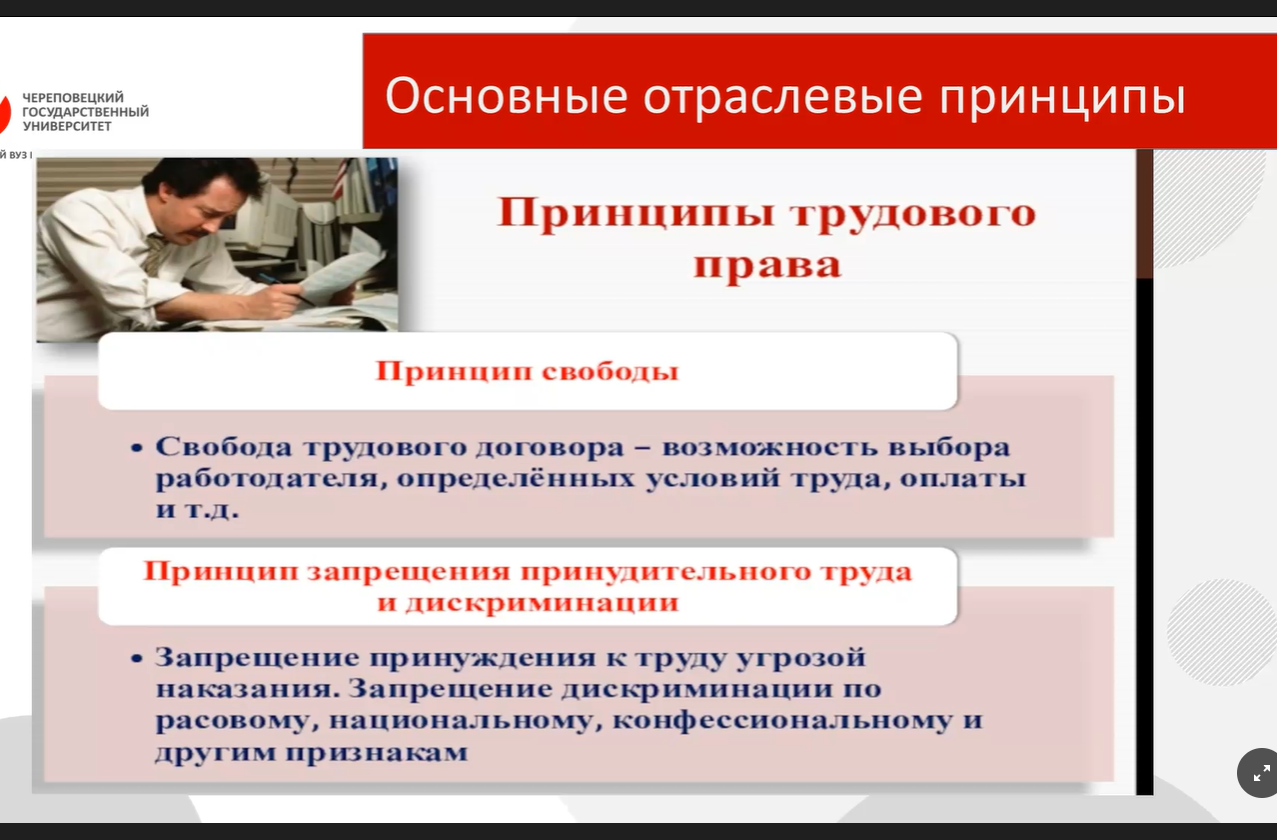 Основные отраслевые принципы
ЧЕРЕПОВЕЦКИЙ
ГОСУДАРСТВЕННЫЙ
УНИВЕРСИТЕТ
ВУЗ
Принципы трудового
права
Принцип свободы
• Свобода трудового договора – возможность выбора
работодателя, определённых условий труда, оплаты
и т.д.
Принцип запрещения принудительного труда
и дискриминации
• Запрещение принуждения к труду угрозой
наказания. Запрещение дискриминации по
расовому, национальному, конфессиональному и
другим признакам